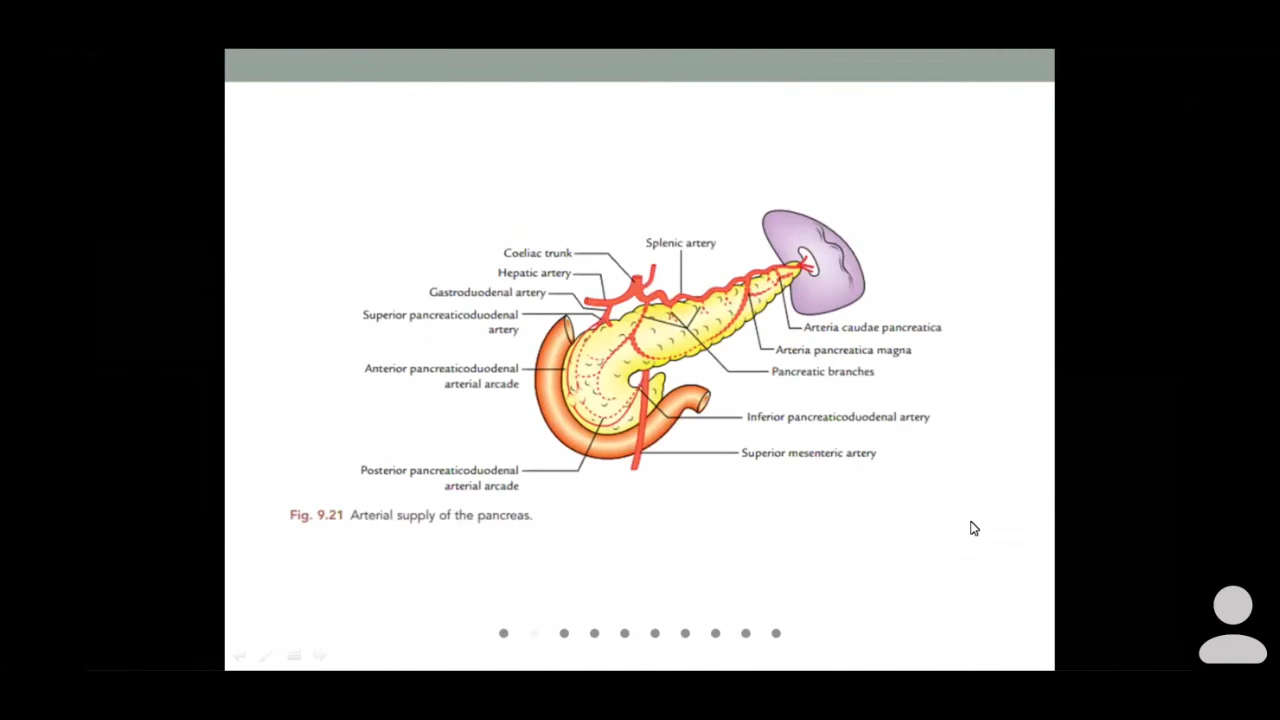 Splenic artery
Coeliac trunk
Hepatic artery
Gastroduodenal artery
Superior pancreaticoduodenal
artery
Anterior pancreaticoduodenal
arterial arcade
Posterior pancreaticoduodenal
arterial arcade
Arteria caudae pancreatica
Arteria pancreatica magna
Pancreatic branches
Inferior pancreaticoduodenal artery
Superior mesenteric artery
Fig. 9.21 Arterial supply of the pancreas.